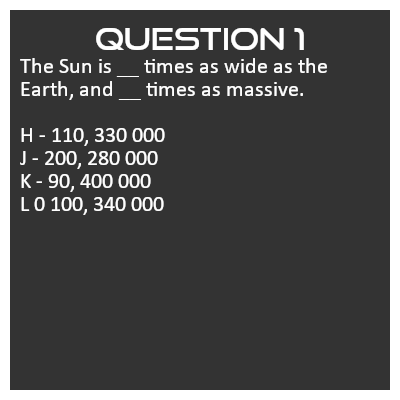 QUESTION 1
The Sun is __ times as wide as the
Earth, and __ times as massive.
H - 110, 330 000
J - 200, 280 000
K - 90, 400 000
L 0 100, 340 000